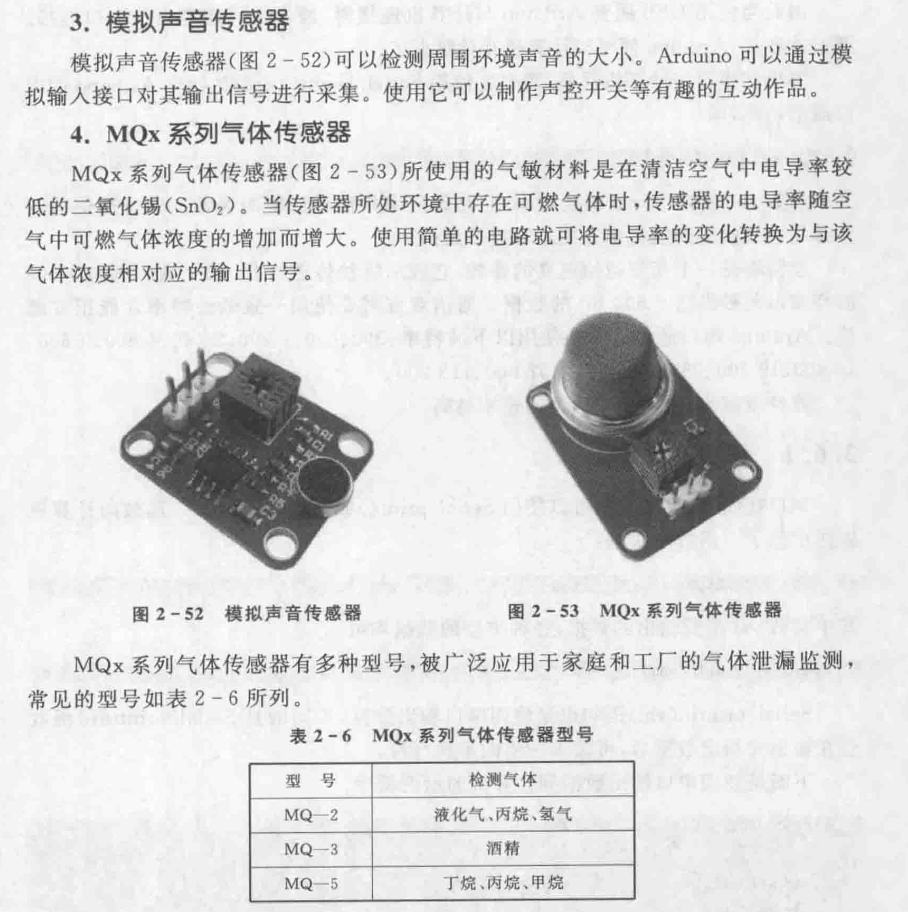 3. 模拟声音传感器
模拟声音传感器(图 2-52)可以检测周围环境声音的大小。Arduino 可以通过模
拟输入接口对其输出信号进行采集。使用它可以制作声控开关等有趣的互动作品。
4. MQx 系列气体传感器
MQx 系列气体传感器(图 2-53)所使用的气敏材料是在清洁空气中电导率较
低的二氧化锡(SnO₂)。当传感器所处环境中存在可燃气体时,传感器的电导率随空
气中可燃气体浓度的增加而增大。使用简单的电路就可将电导率的变化转换为与该
气体浓度相对应的输出信号。
图 2-52 模拟声音传感器
图 2-53 MQx 系列气体传感器
MQx 系列气体传感器有多种型号,被广泛应用于家庭和工厂的气体泄漏监测,
常见的型号如表 2-6 所列。
表 2-6 MQx 系列气体传感器型号
型 号 检测气体
MQ—2 液化气、丙烷、氢气
MQ—3 酒精
MQ—5 丁烷、丙烷、甲烷